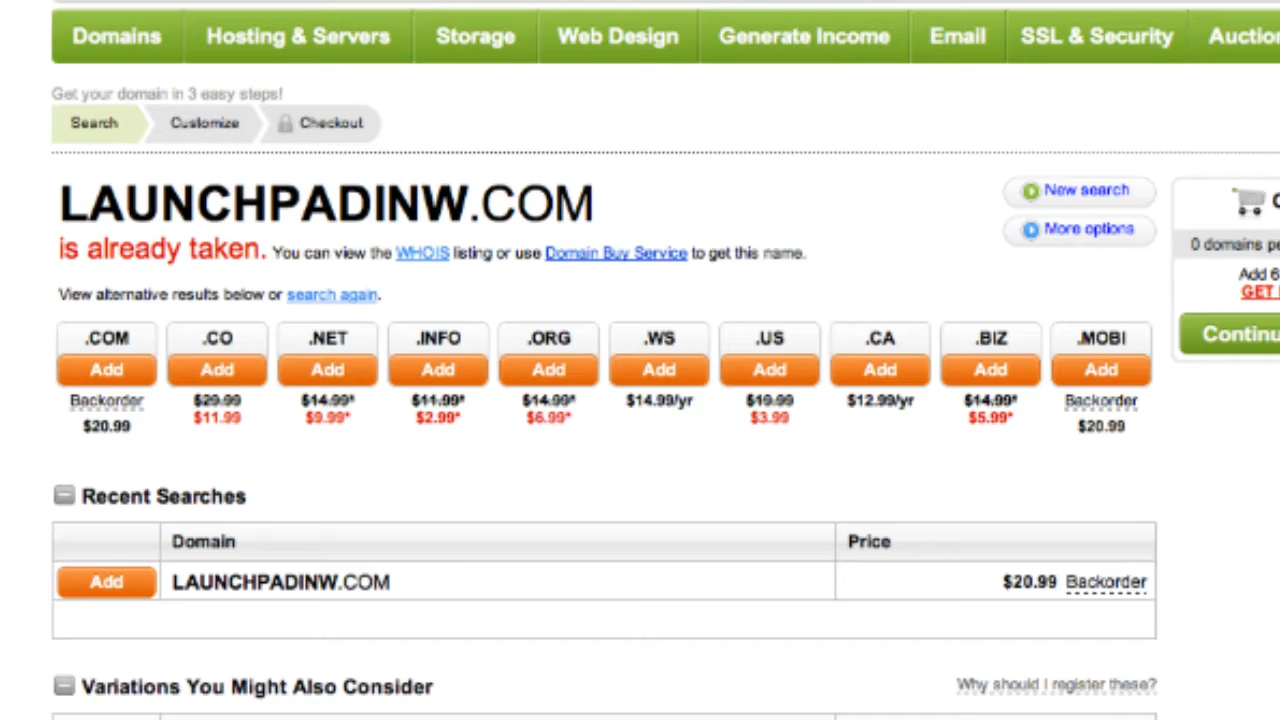 Domains Hosting & Servers Storage Web Design Generate Income Email SSL & Security
Get your domain in 3 easy steps!
Search Customize Checkout
LAUNCHPADINW.COM
is already taken. You can view the WHOIS listing or use Domain Buy Service to get this name.
New search
More options
0 domains
Add 6
GET
View alternative results below or search again.
.COM .CO .NET .INFO .ORG .WS .US .CA .BIZ .MOBI
Add Add Add Add Add Add Add Add Add Add
Backorder $29.99 $14.99* $11.99* $14.99* $14.99/yr $19.99 $12.99/yr $14.99* Backorder
$20.99 $11.99 $9.99* $2.99* $6.99* $3.99 $5.99* $20.99
Recent Searches
Domain Price
Add LAUNCHPADINW.COM $20.99 Backorder
Variations You Might Also Consider Why should I register these?